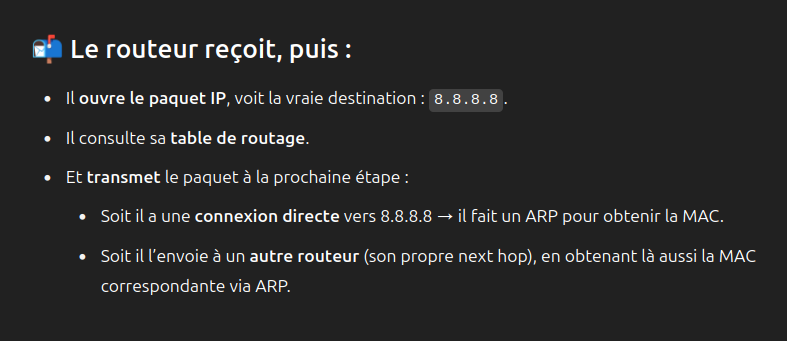 📬 Le routeur reçoit, puis :
• Il ouvre le paquet IP, voit la vraie destination : 8.8.8.8.
• Il consulte sa table de routage.
• Et transmet le paquet à la prochaine étape :
• Soit il a une connexion directe vers 8.8.8.8 → il fait un ARP pour obtenir la MAC.
• Soit il l’envoie à un autre routeur (son propre next hop), en obtenant là aussi la MAC
correspondante via ARP.